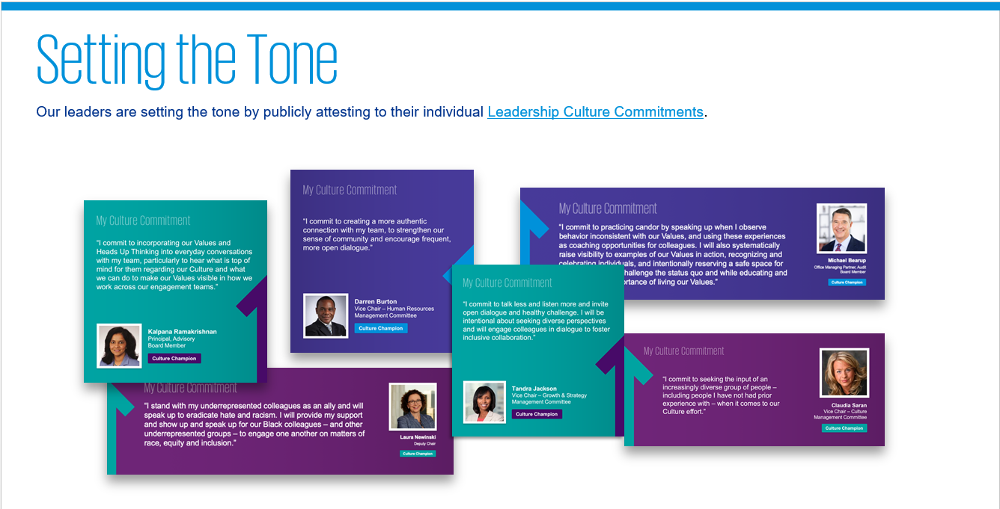 Setting the Tone
Our leaders are setting the tone by publicly attesting to their individual Leadership Culture Commitments.
My Culture Commitment
“I commit to incorporating our Values and
Heads Up Thinking into everyday conversations
with my team, particularly to hear what is top of
mind for them regarding our Culture and what
we can do to make our Values visible in how we
work across our engagement teams.”
Kalpana Ramakrishnan
Principal, Advisory
Board Member
Culture Champion
My Culture Commitment
“I commit to creating a more authentic
connection with my team, to strengthen our
sense of community and encourage frequent,
more open dialogue.”
Darren Burton
Vice Chair – Human Resources
Management Committee
Culture Champion
My Culture Commitment
“I commit to practicing candor by speaking up when I observe
behavior inconsistent with our Values, and using these experiences
as coaching opportunities for colleagues. I will also systematically
raise visibility to examples of our Values in action, recognizing and
celebrating individuals, and intentionally reserving a safe space for
challenge the status quo and while educating and
of living our Values.”
Michael Bearup
Office Managing Partner, Audit
Board Member
Culture Champion
My Culture Commitment
“I commit to talk less and listen more and invite
open dialogue and healthy challenge. I will be
intentional about seeking diverse perspectives
and will engage colleagues in dialogue to foster
inclusive collaboration.”
Tandra Jackson
Vice Chair – Growth & Strategy
Management Committee
Culture Champion
My Culture Commitment
“I commit to seeking the input of an
increasingly diverse group of people –
including people I have not had prior
experience with – when it comes to our
Culture effort.”
Claudia Saran
Vice Chair – Culture
Management Committee
Culture Champion
My Culture Commitment
“I stand with my underrepresented colleagues as an ally and will
speak up to eradicate hate and racism. I will provide my support
and show up and speak up for our Black colleagues – and other
underrepresented groups – to engage one another on matters of
race, equity and inclusion.”
Laura Newinski
Deputy Chair
Culture Champion